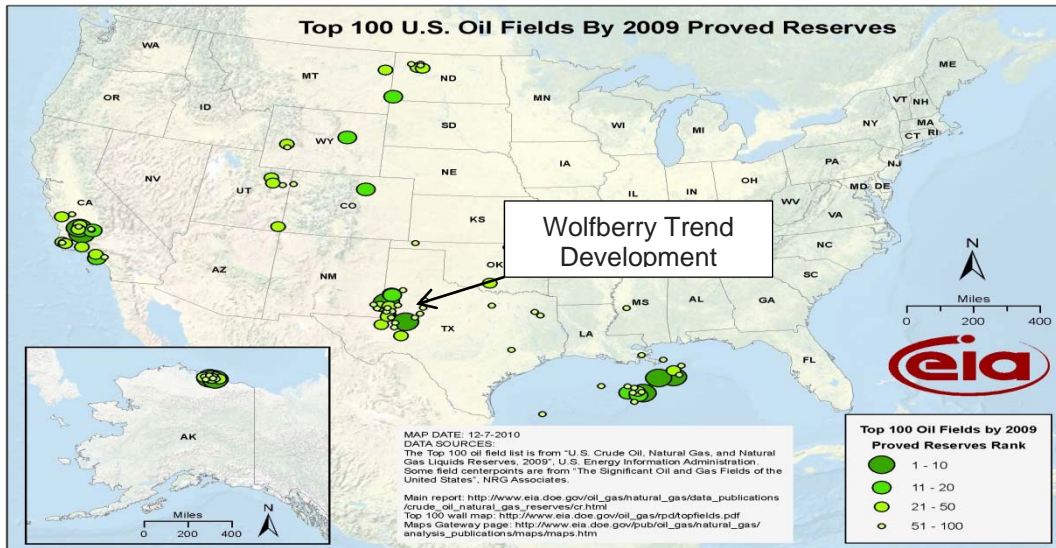 Top 100 U.S. Oil Fields By 2009 Proved Reserves
WA
MT
ND
MN
ME
OR
ID
SD
WI
MI
VT
NH
NY
MA
CT
RI
WY
NE
IA
PA
NJ
NV
UT
CO
IL
IN
OH
MD
DE
WV
VA
CA
KS
Wolfberry Trend
Development
NC
AZ
NM
OK
SC
TX
MS
AL
GA
LA
FL
N
Miles
0 200 400
eia
AK
Miles
0 200 400
N
MAP DATE: 12-7-2010
DATA SOURCES:
The Top 100 oil field list is from "U.S. Crude Oil, Natural Gas, and Natural
Gas Liquids Reserves, 2009", U.S. Energy Information Administration.
Some field centerpoints are from "The Significant Oil and Gas Fields of the
United States", NRG Associates.
Main report: http://www.eia.doe.gov/oil_gas/natural_gas/data_publications
/crude_oil_natural_gas_reserves/cr.html
Top 100 wall map: http://www.eia.doe.gov/oil_gas/rpd/topfields.pdf
Maps Gateway page: http://www.eia.doe.gov/pub/oil_gas/natural_gas/
analysis_publications/maps/maps.htm
Top 100 Oil Fields by 2009
Proved Reserves Rank
1 - 10
11 - 20
21 - 50
51 - 100